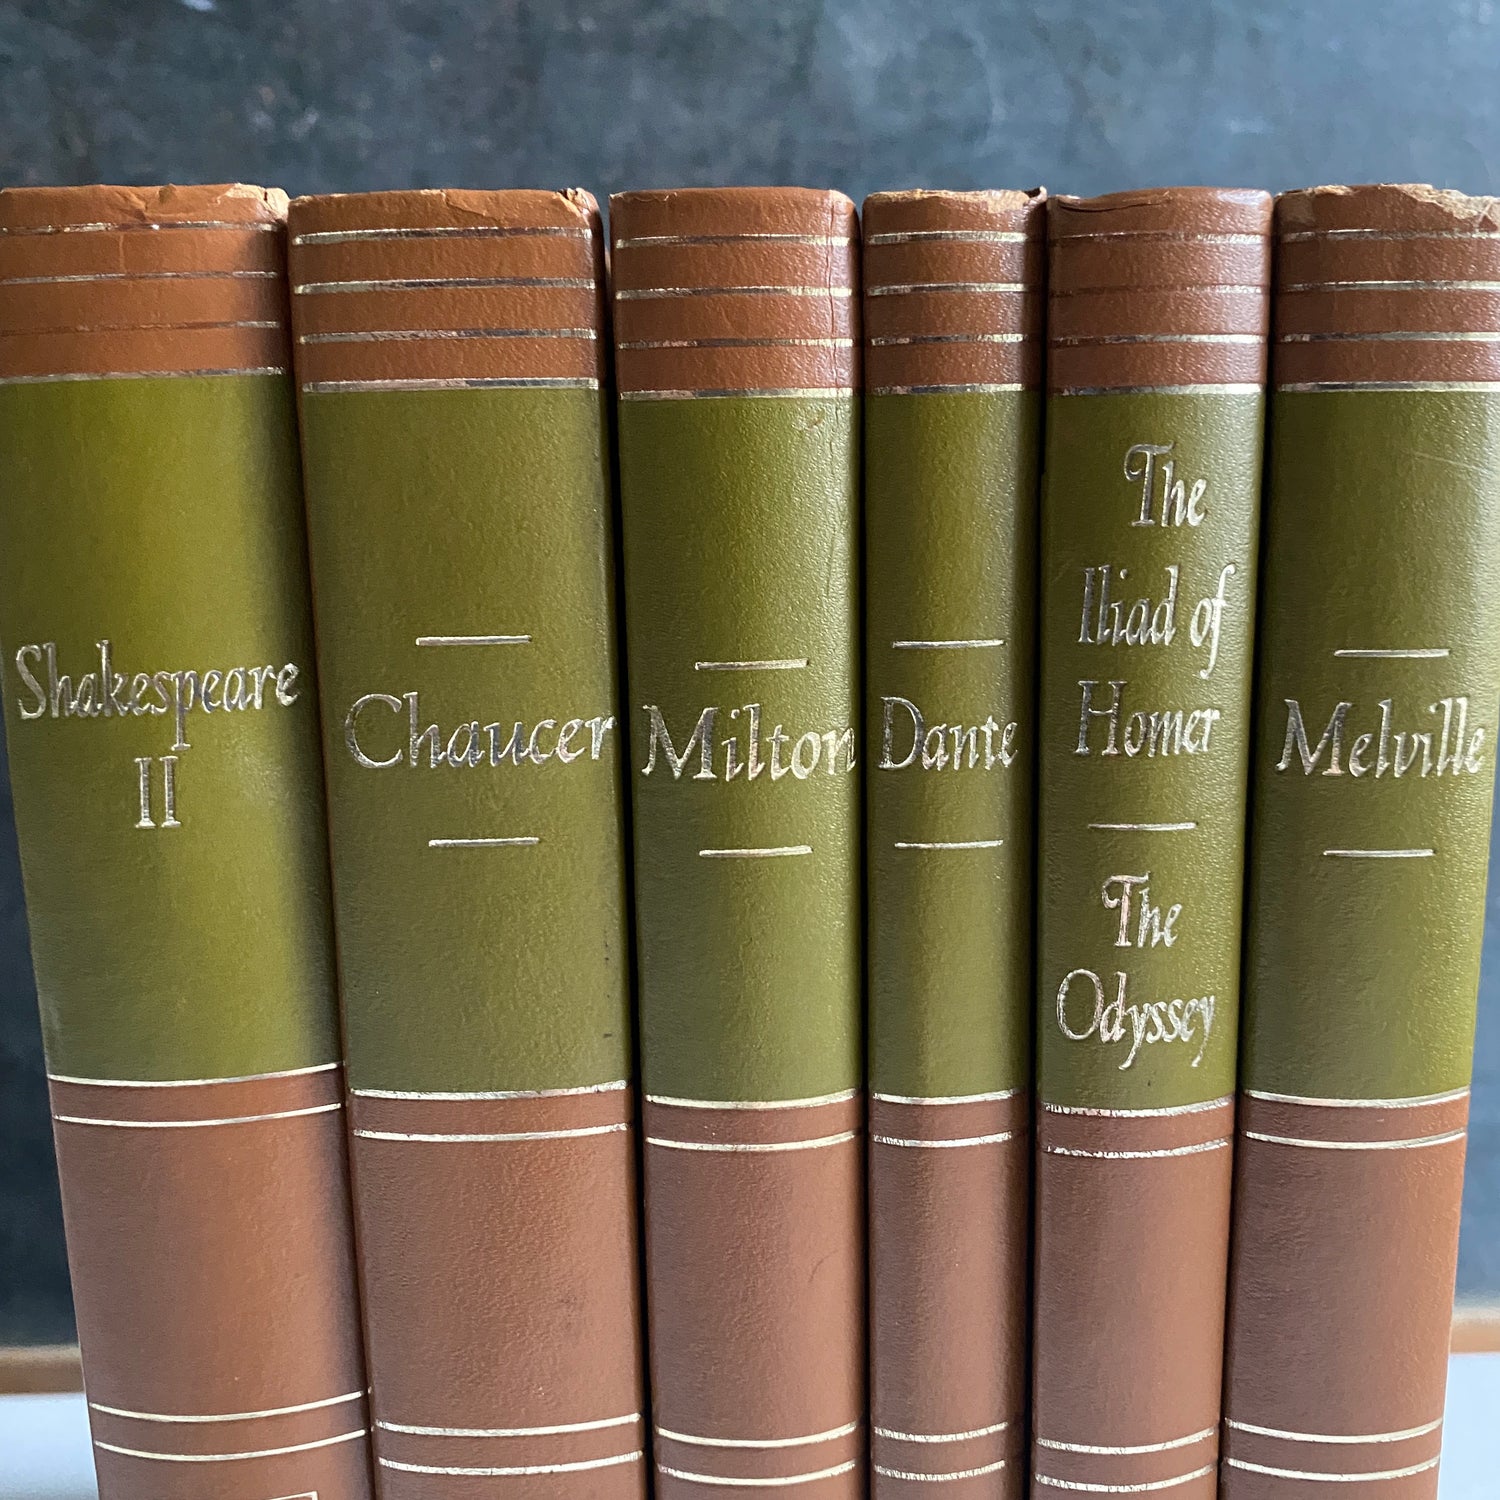 Shakespeare
II
Chaucer
Milton
Dante
The
Iliad of
Homer
The
Odyssey
Melville